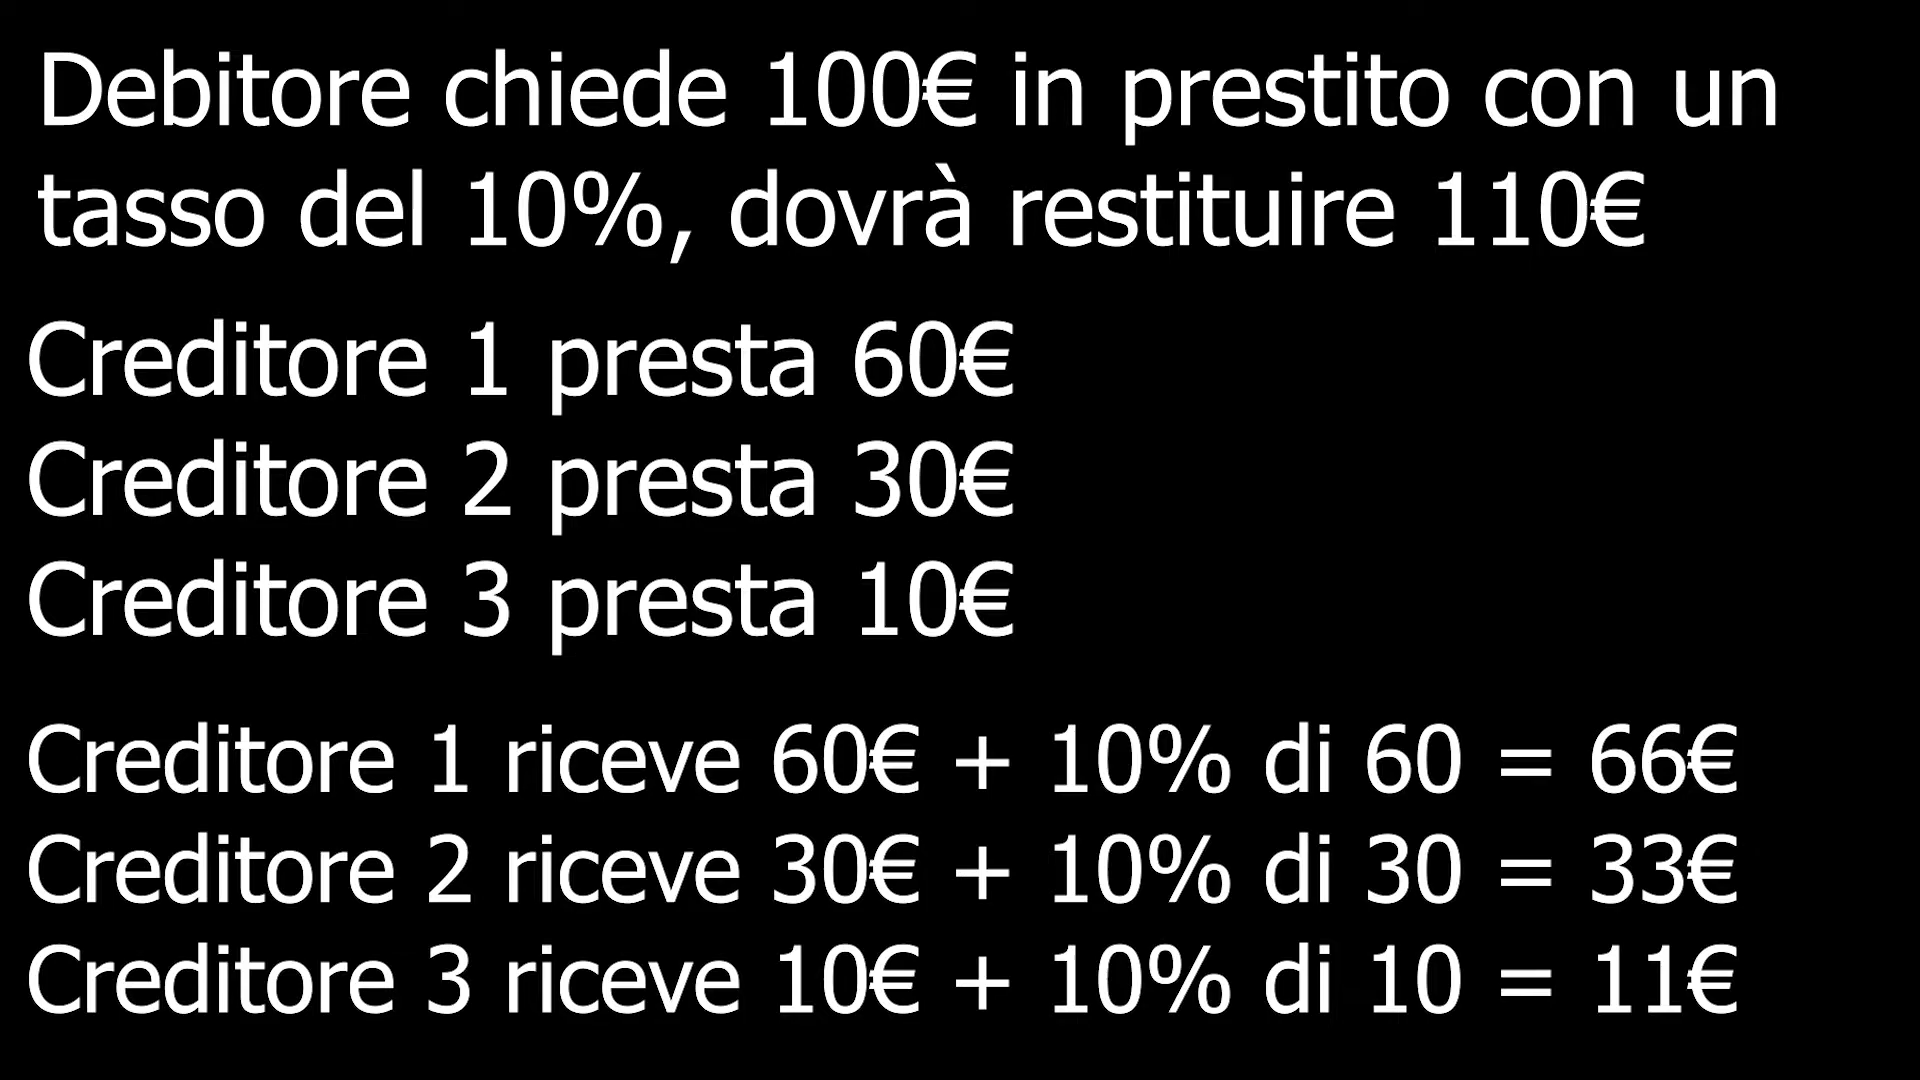 Debitore chiede 100€ in prestito con un
tasso del 10%, dovrà restituire 110€
Creditore 1 presta 60€
Creditore 2 presta 30€
Creditore 3 presta 10€
Creditore 1 riceve 60€ + 10% di 60 = 66€
Creditore 2 riceve 30€ + 10% di 30 = 33€
Creditore 3 riceve 10€ + 10% di 10 = 11€